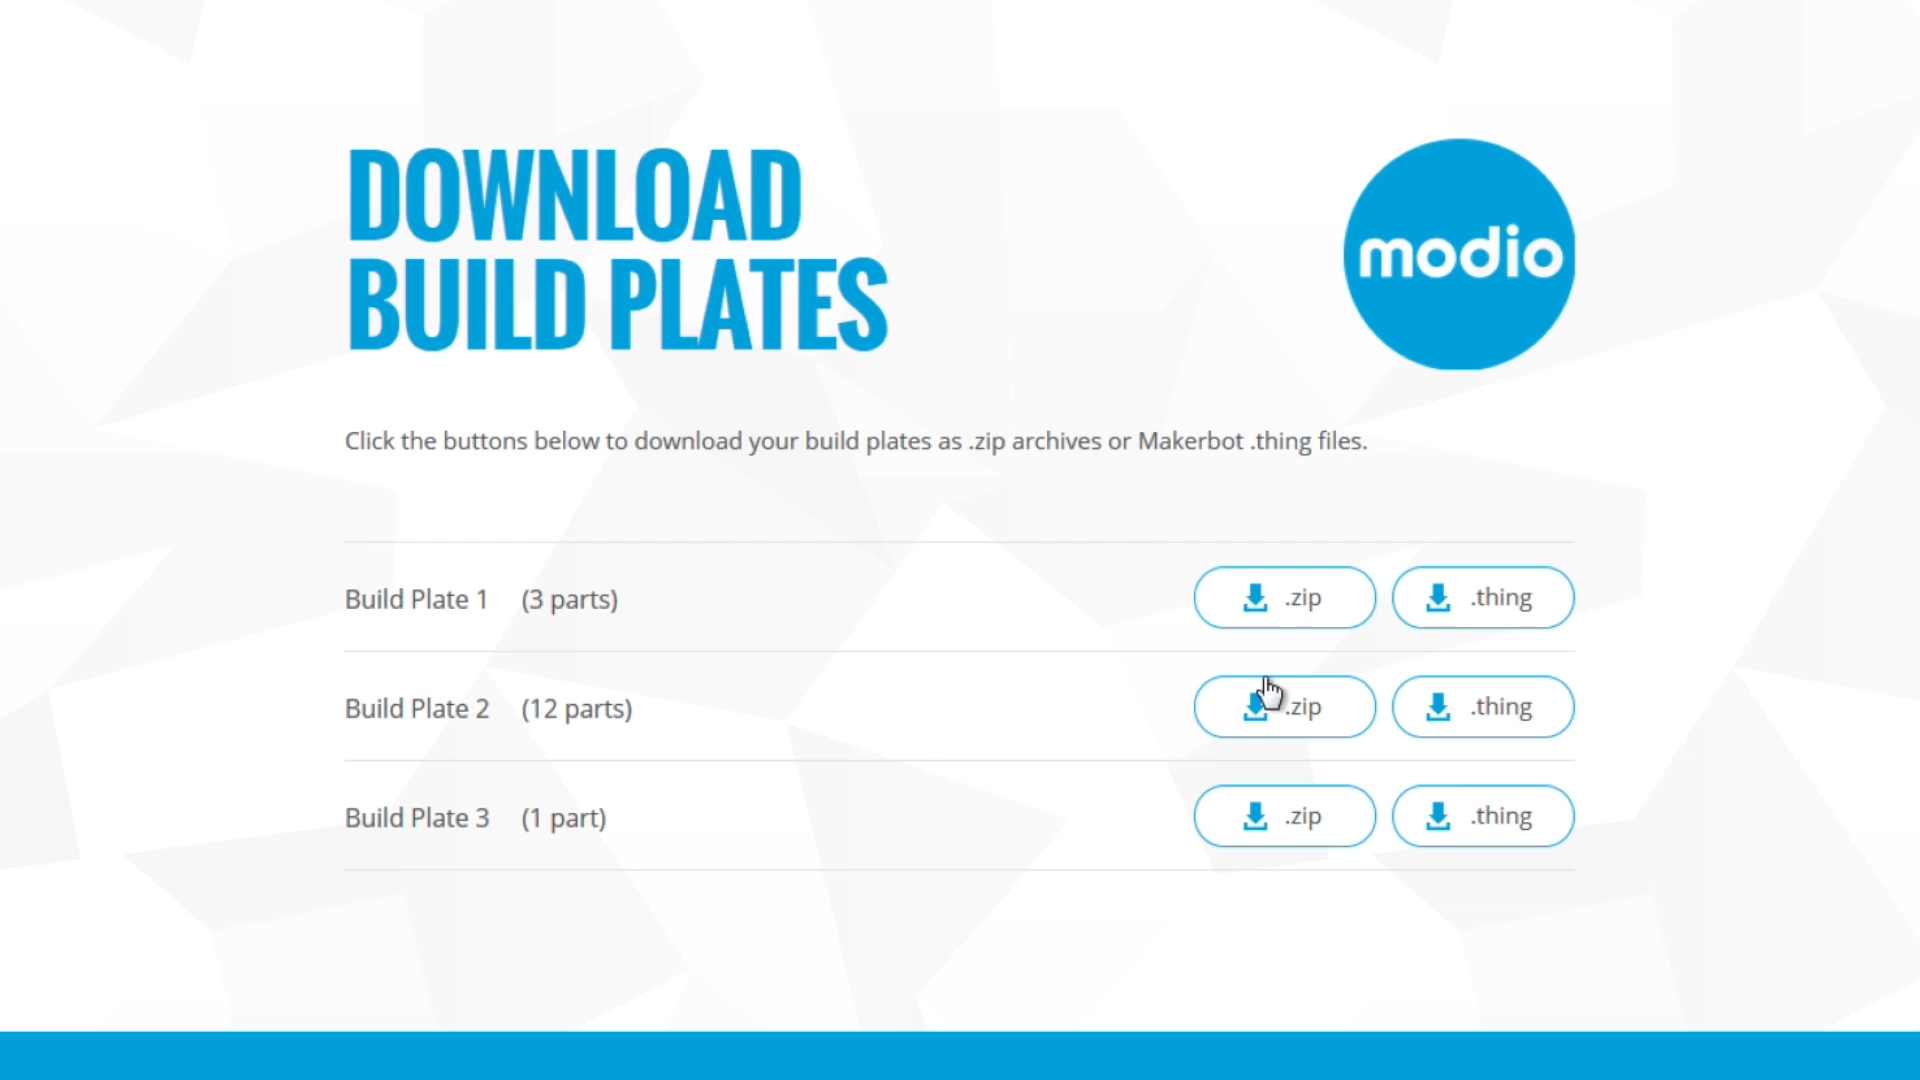 DOWNLOAD
BUILD PLATES
modio
Click the buttons below to download your build plates as .zip archives or Makerbot .thing files.
Build Plate 1 (3 parts) .zip .thing
Build Plate 2 (12 parts) .zip .thing
Build Plate 3 (1 part) .zip .thing